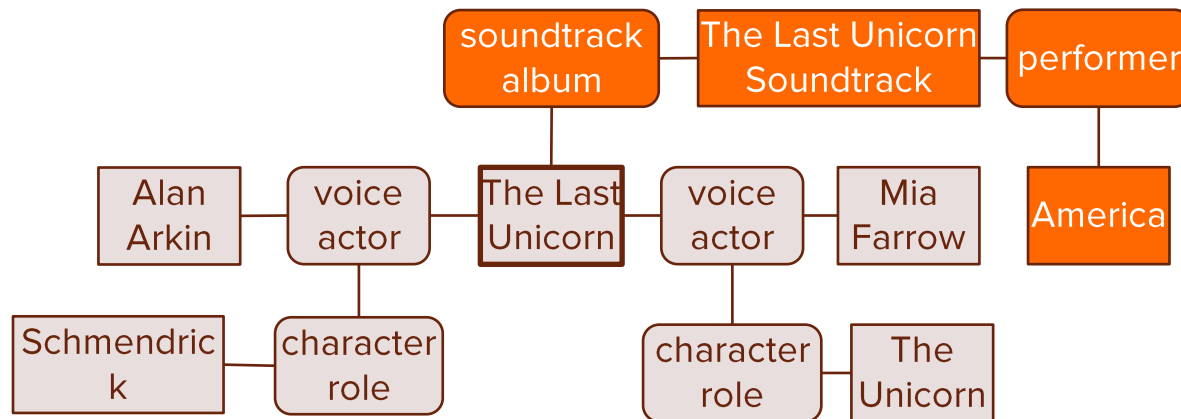 soundtrack
album
The Last Unicorn
Soundtrack
performer
Alan
Arkin
voice
actor
The Last
Unicorn
voice
actor
Mia
Farrow
America
Schmendric
k
character
role
character
role
The
Unicorn